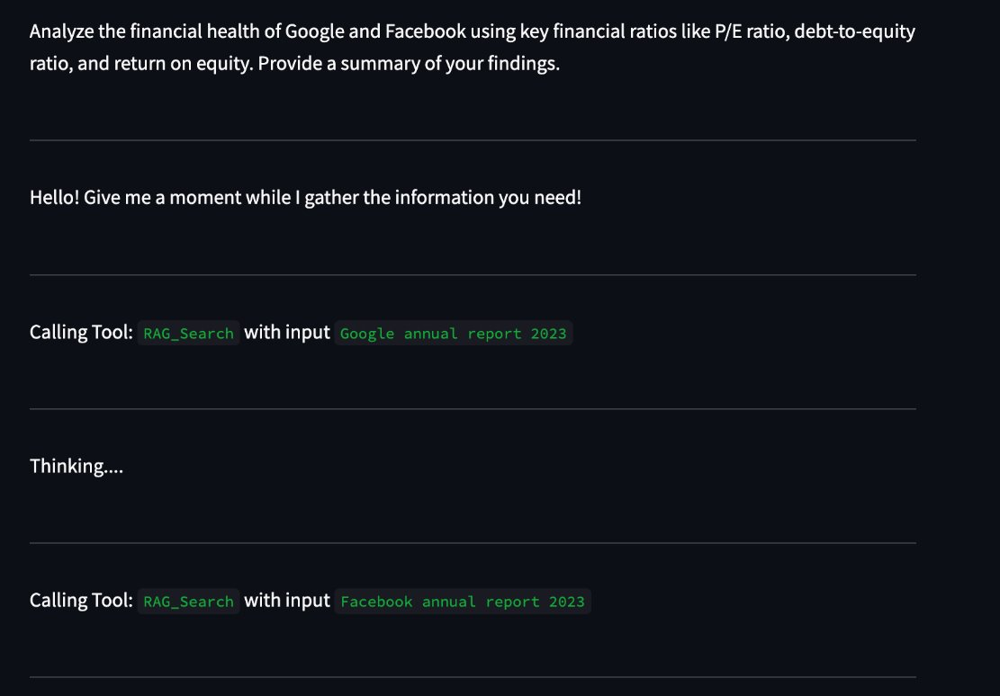 Analyze the financial health of Google and Facebook using key financial ratios like P/E ratio, debt-to-equity
ratio, and return on equity. Provide a summary of your findings.
Hello! Give me a moment while I gather the information you need!
Calling Tool: RAG_Search with input Google annual report 2023
Thinking....
Calling Tool: RAG_Search with input Facebook annual report 2023